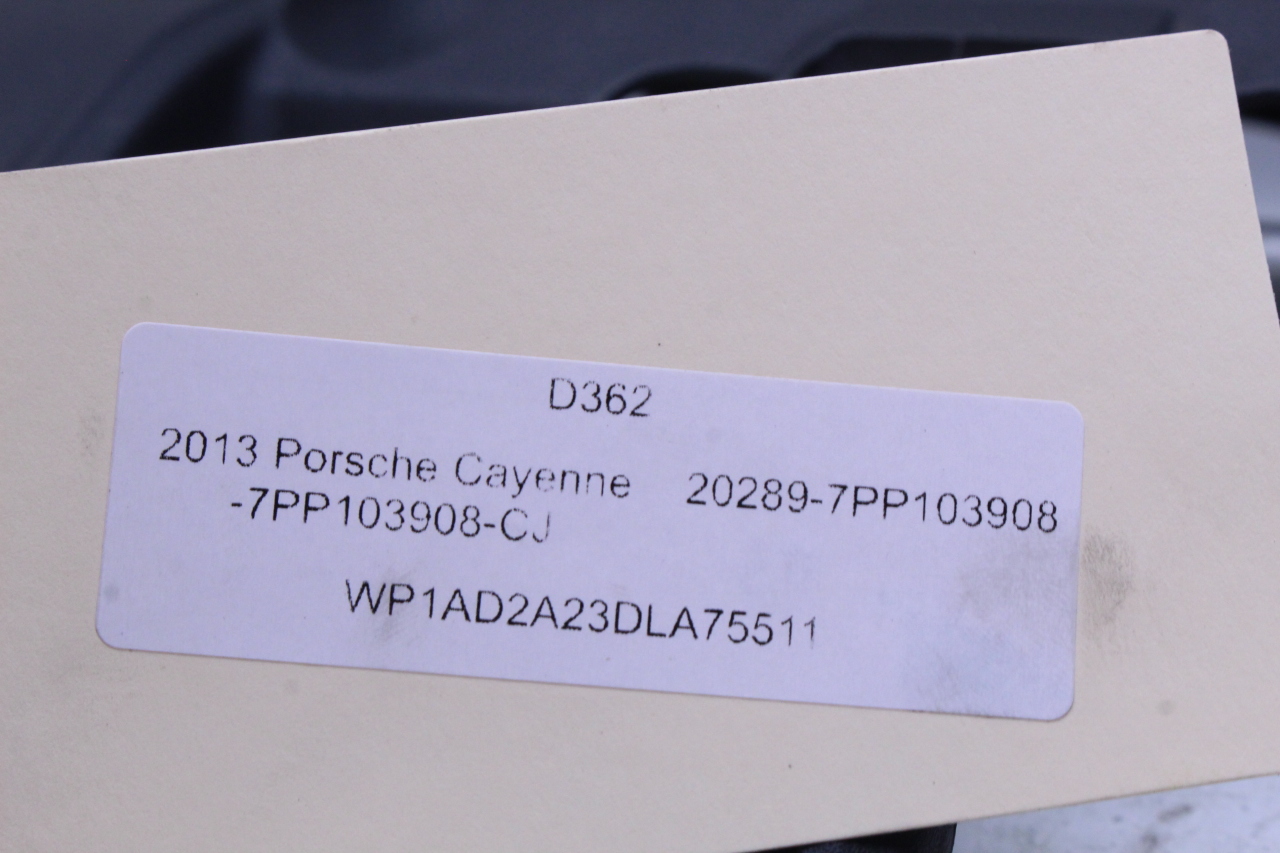 D362
2013 Porsche Cayenne 20289-7PP103908
-7PP103908-CJ
WP1AD2A23DLA75511